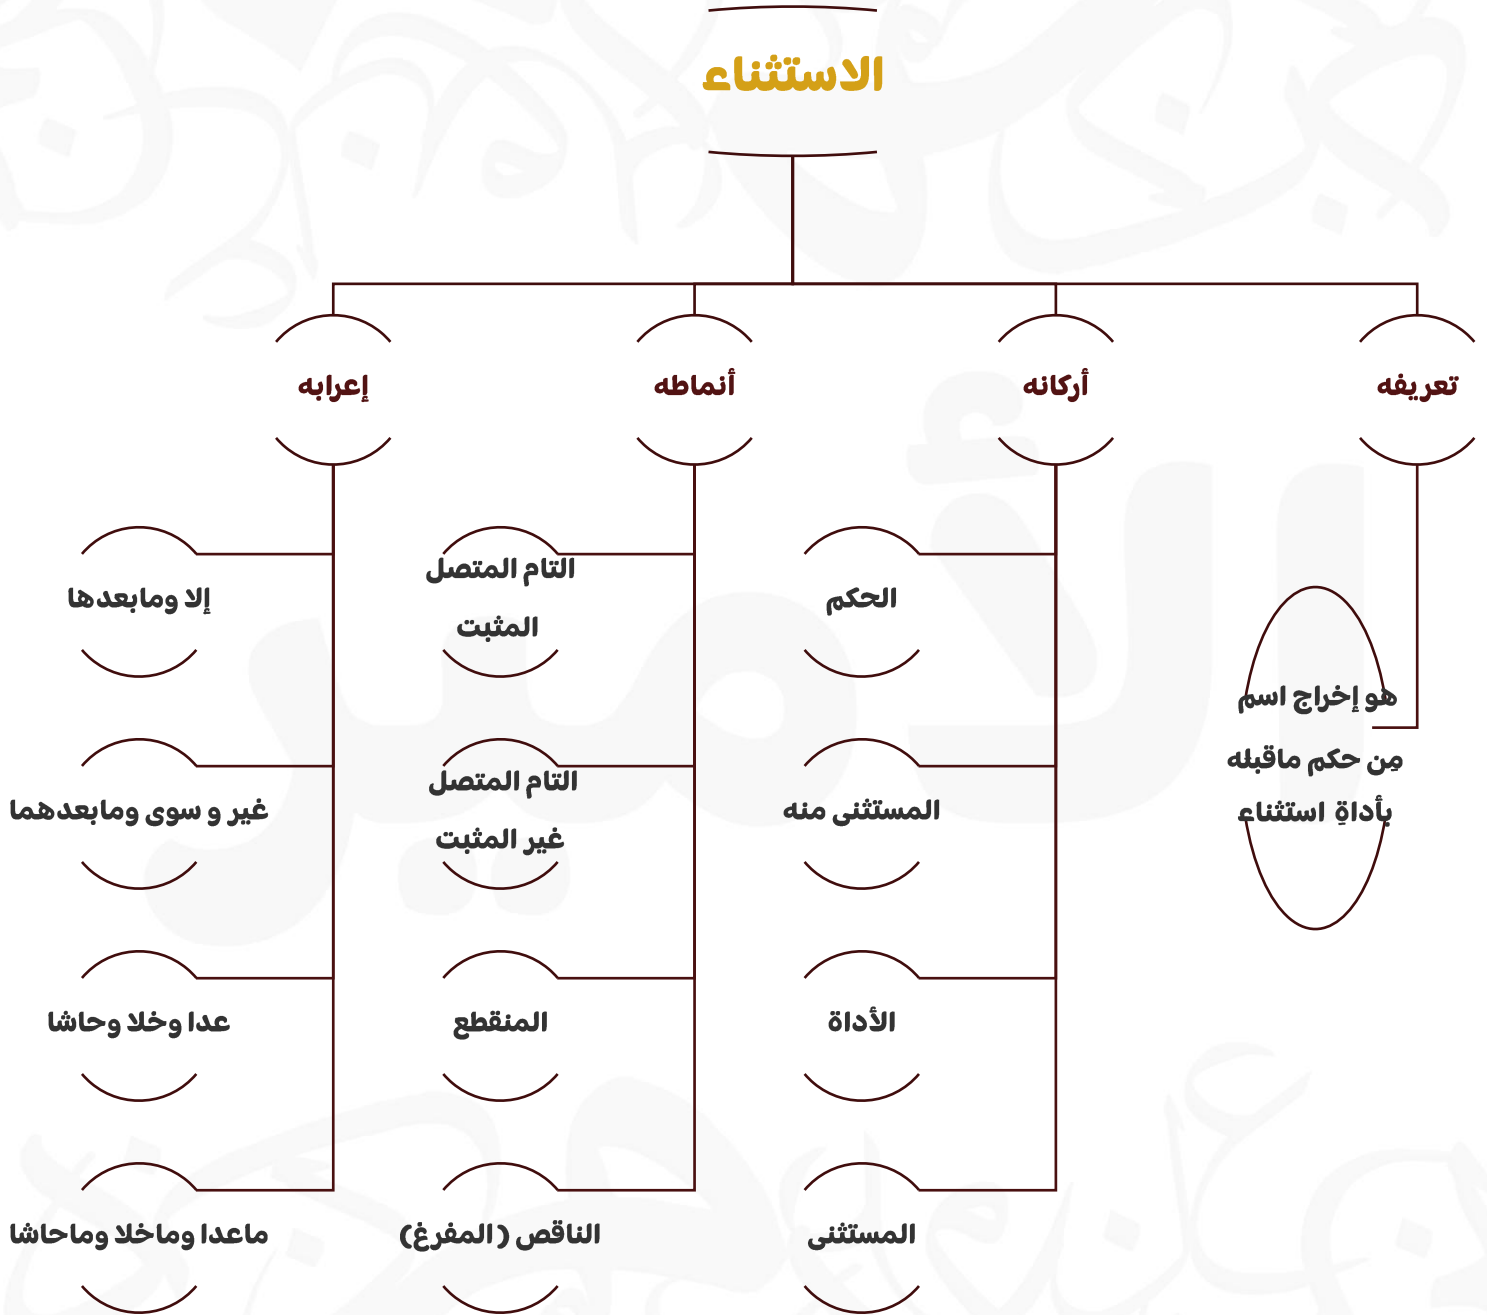 الاستثناء
تعريفه
هو إخراج اسم
مِن حكم ماقبله
بأداةِ استثناء
أركانه
الحكم
المستثنى منه
الأداة
المستثنى
أنماطه
التام المتصل
المثبت
التام المتصل
غير المثبت
المنقطع
الناقص (المفرغ)
إعرابه
إلا ومابعدها
غير و سوى ومابعدهما
عدا وخلا وحاشا
ماعدا وماخلا وماحاشا
الأمير